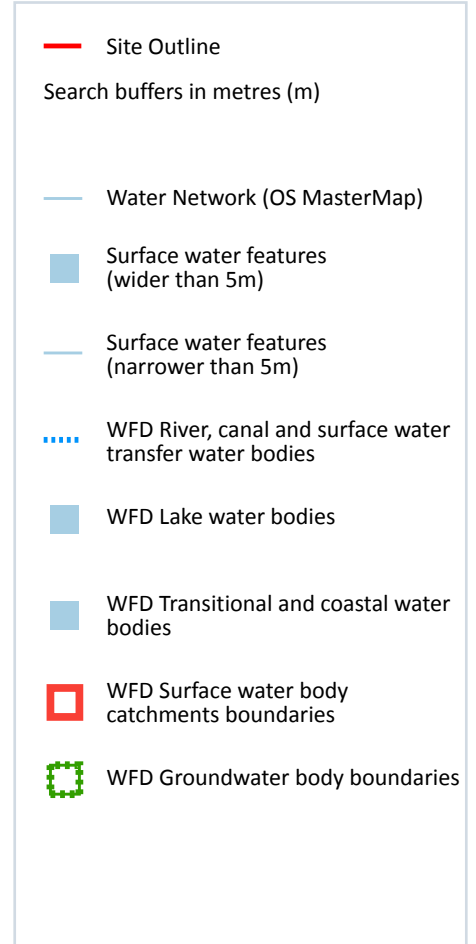 Site Outline
Search buffers in metres (m)
Water Network (OS MasterMap)
Surface water features
(wider than 5m)
Surface water features
(narrower than 5m)
WFD River, canal and surface water
transfer water bodies
WFD Lake water bodies
WFD Transitional and coastal water
bodies
WFD Surface water body
catchments boundaries
WFD Groundwater body boundaries